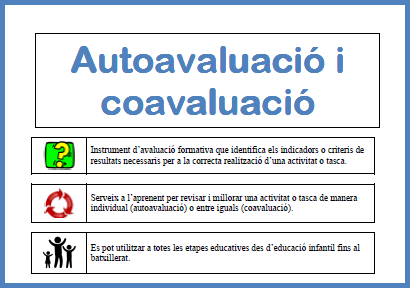 Autoavaluació i
coavaluació
?
Instrument d'avaluació formativa que identifica els indicadors o criteris de
resultats necessaris per a la correcta realització d'una activitat o tasca.
Serveix a l'aprenent per revisar i millorar una activitat o tasca de manera
individual (autoavaluació) o entre iguals (coavaluació).
Es pot utilitzar a totes les etapes educatives des d'educació infantil fins al
batxillerat.